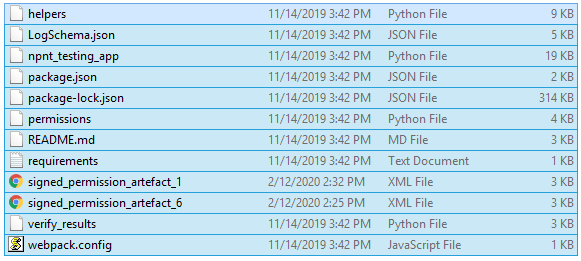 helpers 11/14/2019 3:42 PM Python File 9 KB
LogSchema.json 11/14/2019 3:42 PM JSON File 5 KB
npnt_testing_app 11/14/2019 3:42 PM Python File 19 KB
package.json 11/14/2019 3:42 PM JSON File 2 KB
package-lock.json 11/14/2019 3:42 PM JSON File 314 KB
permissions 11/14/2019 3:42 PM Python File 4 KB
README.md 11/14/2019 3:42 PM MD File 3 KB
requirements 11/14/2019 3:42 PM Text Document 1 KB
signed_permission_artefact_1 2/12/2020 2:32 PM XML File 3 KB
signed_permission_artefact_6 2/12/2020 2:25 PM XML File 3 KB
verify_results 11/14/2019 3:42 PM Python File 3 KB
webpack.config 11/14/2019 3:42 PM JavaScript File 1 KB